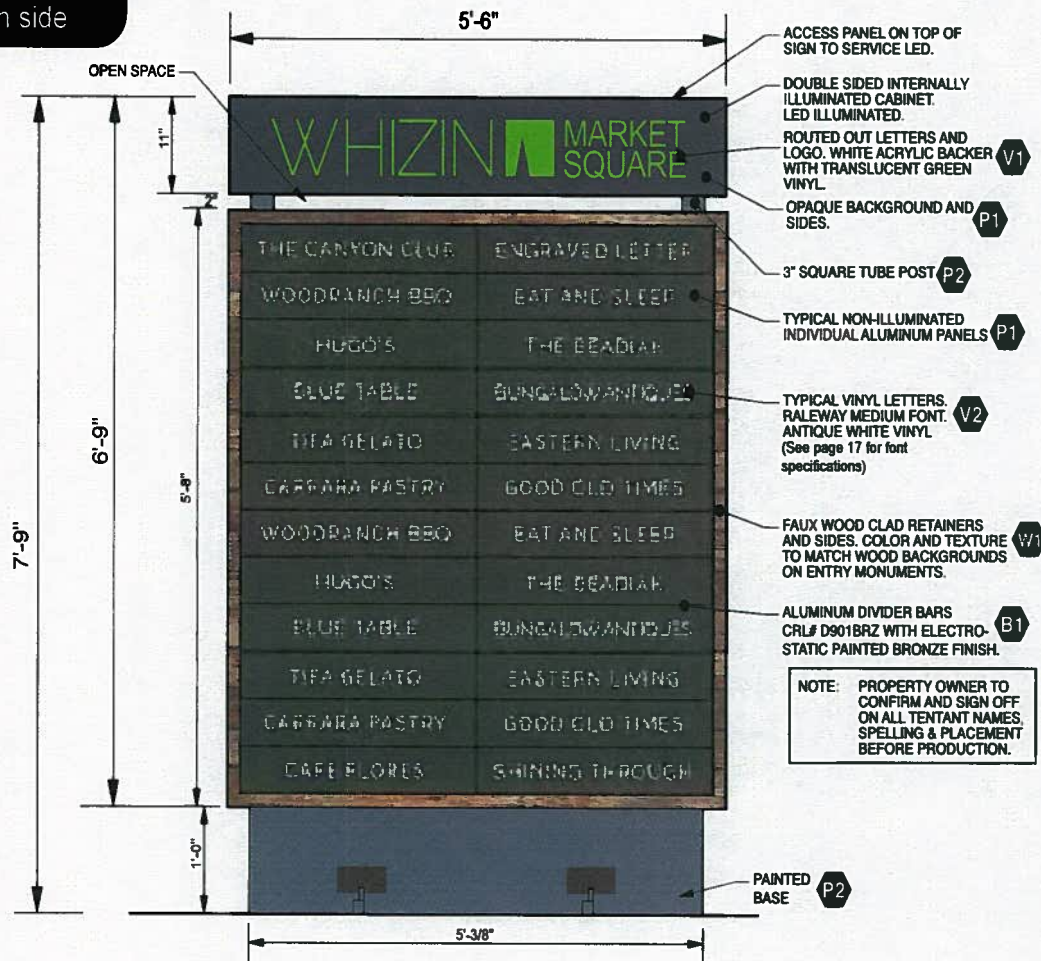 n side
5'-6"
OPEN SPACE
11"
2"
7'-9"
6'-9"
5'-8"
1'-0"
5'-3/8"
WHIZIN MARKET
SQUARE
THE CANYON CLUB ENGRAVED LETTER
WOODRANCH BBQ EAT AND SLEEP
HUGO'S THE BEADIAK
BLUE TABLE BUNGALOWANTIQUES
TIFA GELATO EASTERN LIVING
CARRARA PASTRY GOOD OLD TIMES
WOODRANCH BBQ EAT AND SLEEP
HUGO'S THE BEADIAK
BLUE TABLE BUNGALOWANTIQUES
TIFA GELATO EASTERN LIVING
CARRARA PASTRY GOOD OLD TIMES
CAFE FLORES SHINING THROUGH
ACCESS PANEL ON TOP OF
SIGN TO SERVICE LED.
DOUBLE SIDED INTERNALLY
ILLUMINATED CABINET.
LED ILLUMINATED.
ROUTED OUT LETTERS AND
LOGO. WHITE ACRYLIC BACKER V1
WITH TRANSLUCENT GREEN
VINYL.
OPAQUE BACKGROUND AND
SIDES. P1
3" SQUARE TUBE POST P2
TYPICAL NON-ILLUMINATED
INDIVIDUAL ALUMINUM PANELS P1
TYPICAL VINYL LETTERS.
RALEWAY MEDIUM FONT. V2
ANTIQUE WHITE VINYL
(See page 17 for font
specifications)
FAUX WOOD CLAD RETAINERS
AND SIDES. COLOR AND TEXTURE W1
TO MATCH WOOD BACKGROUNDS
ON ENTRY MONUMENTS.
ALUMINUM DIVIDER BARS
CRL# D901BRZ WITH ELECTRO- B1
STATIC PAINTED BRONZE FINISH.
NOTE: PROPERTY OWNER TO
CONFIRM AND SIGN OFF
ON ALL TENTANT NAMES,
SPELLING & PLACEMENT
BEFORE PRODUCTION.
PAINTED
BASE P2